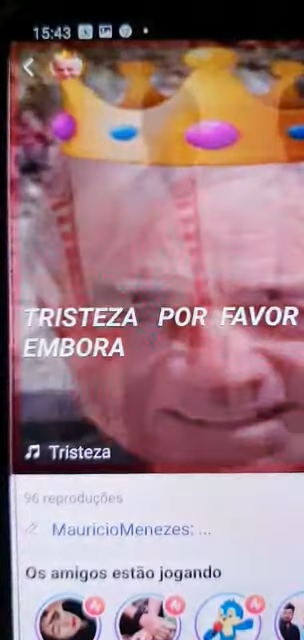 15:43
TRISTEZA POR FAVOR
EMBORA
Tristeza
96 reproduções
MauricioMenezes: ...
Os amigos estão jogando